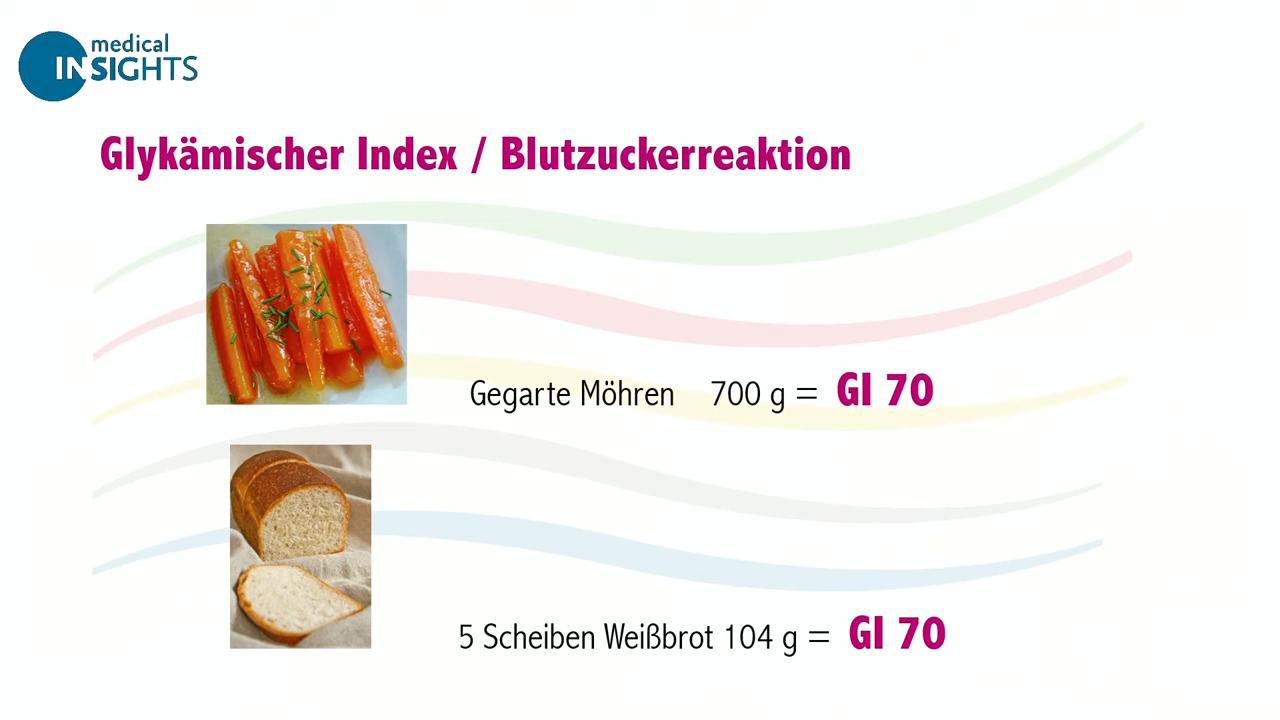 medical
INSIGHTS
Glykämischer Index / Blutzuckerreaktion
Gegarte Möhren 700 g = GI 70
5 Scheiben Weißbrot 104 g = GI 70